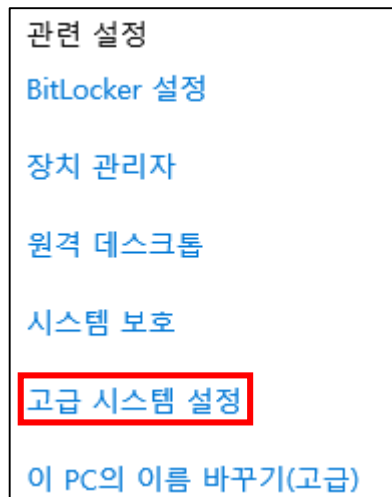 관련 설정
BitLocker 설정
장치 관리자
원격 데스크톱
시스템 보호
고급 시스템 설정
이 PC의 이름 바꾸기(고급)